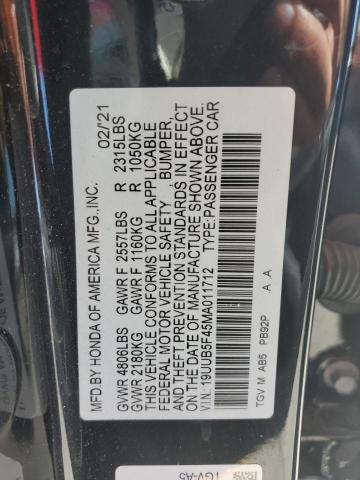 MFD.BY HONDA OF AMERICA MFG.,INC. 02/'21
GVWR 4806LBS GAWR F 2557LBS R 2315LBS
GVWR 2180KG GAWR F 1160KG R 1050KG
THIS VEHICLE CONFORMS TO ALL APPLICABLE
FEDERAL MOTOR VEHICLE SAFETY , BUMPER,
AND THEFT PREVENTION STANDARDS IN EFFECT
ON THE DATE OF MANUFACTURE SHOWN ABOVE.
V.I.N.:19UUB5F45MA011712 TYPE:PASSENGER CAR
TGV M AB5 PB92P .A .A
TGV-A5